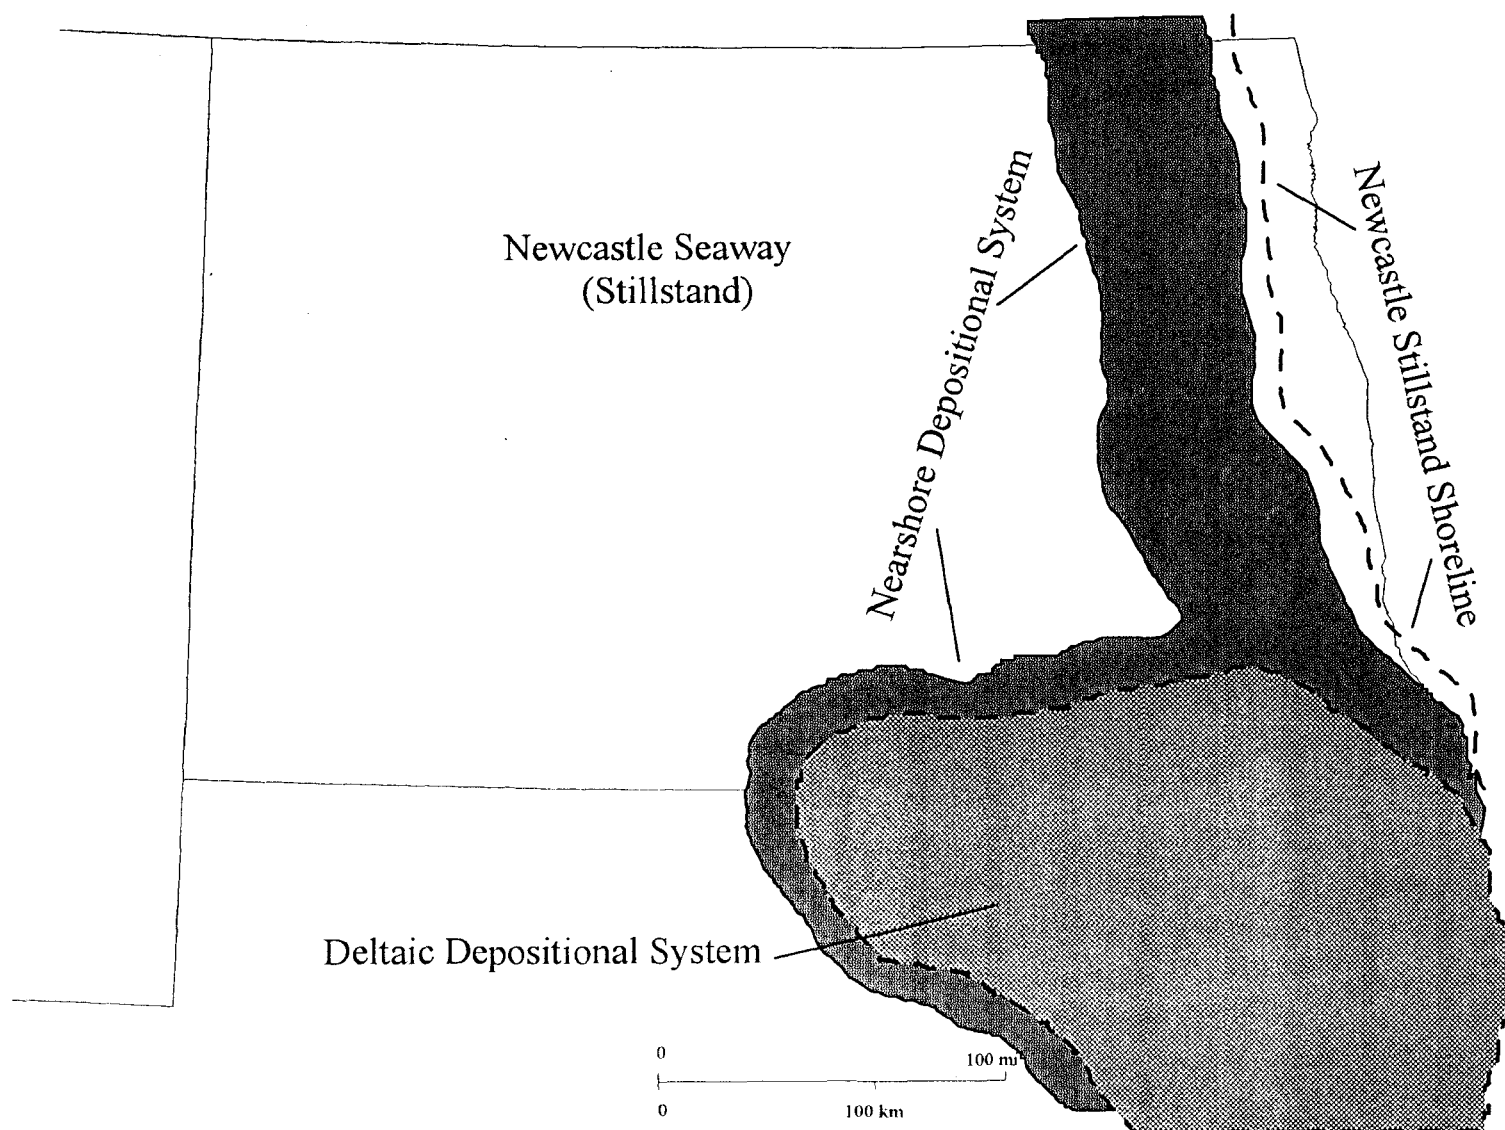 Newcastle Seaway
(Stillstand)
Nearshore Depositional System
Newcastle Stillstand Shoreline
Deltaic Depositional System
0
100 mi
0
100 km